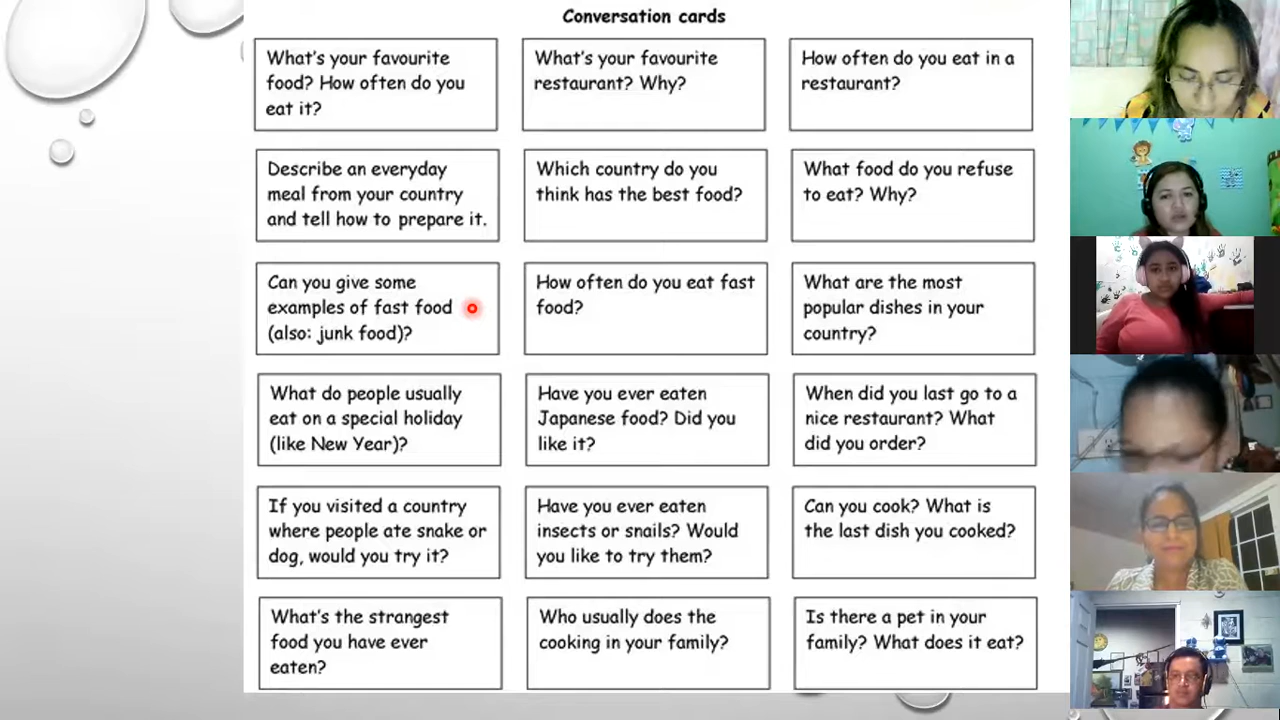 Conversation cards
What's your favourite
food? How often do you
eat it?
What's your favourite
restaurant? Why?
How often do you eat in a
restaurant?
Describe an everyday
meal from your country
and tell how to prepare it.
Which country do you
think has the best food?
What food do you refuse
to eat? Why?
Can you give some
examples of fast food
(also: junk food)?
How often do you eat fast
food?
What are the most
popular dishes in your
country?
What do people usually
eat on a special holiday
(like New Year)?
Have you ever eaten
Japanese food? Did you
like it?
When did you last go to a
nice restaurant? What
did you order?
If you visited a country
where people ate snake or
dog, would you try it?
Have you ever eaten
insects or snails? Would
you like to try them?
Can you cook? What is
the last dish you cooked?
What's the strangest
food you have ever
eaten?
Who usually does the
cooking in your family?
Is there a pet in your
family? What does it eat?